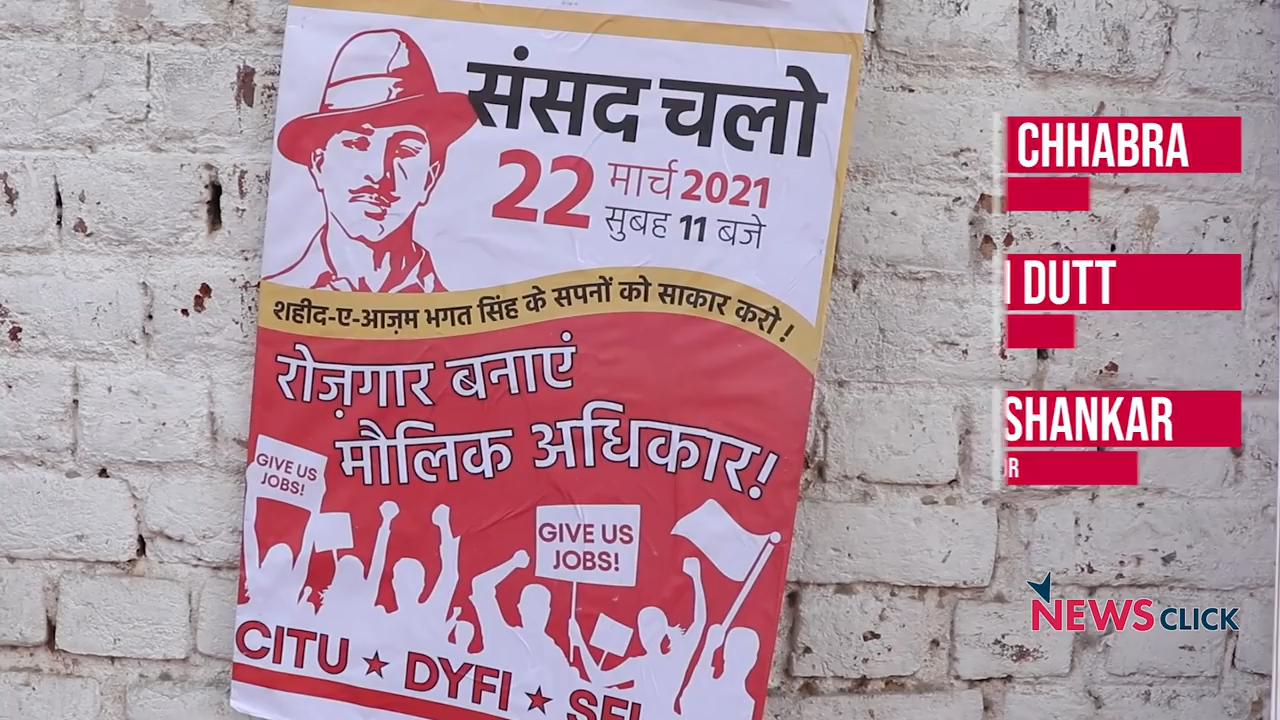 संसद चलो
22 मार्च 2021
सुबह 11 बजे
शहीद-ए-आज़म भगत सिंह के सपनों को साकार करो !
रोज़गार बनाएं
मौलिक अधिकार!
GIVE US
JOBS!
GIVE US
JOBS!
CITU ★ DYFI ★
CHHABRA
DUTT
SHANKAR
NEWSCLICK